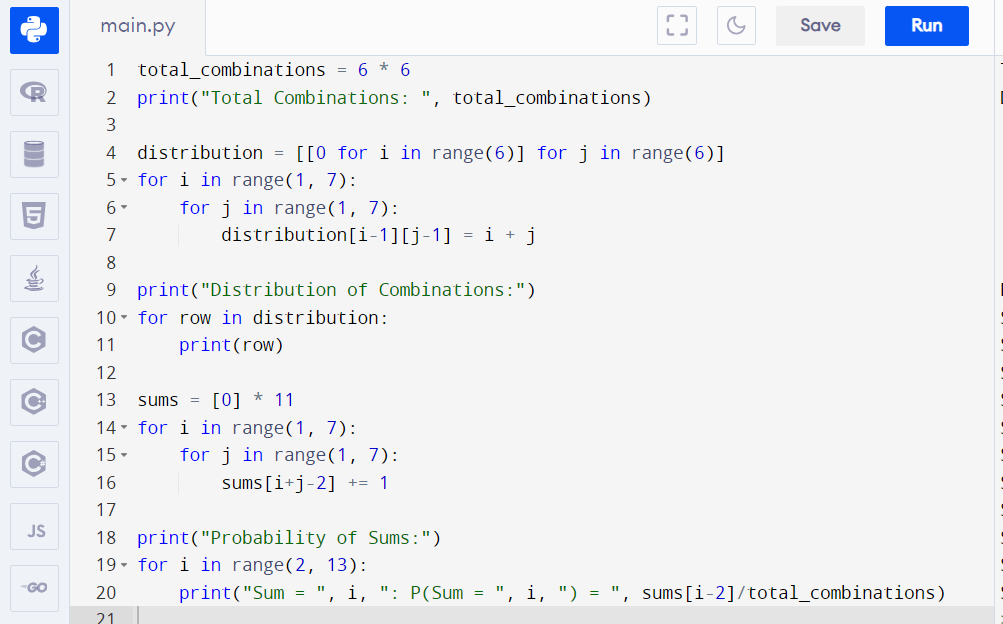 main.py
Save
Run
1 total_combinations = 6 * 6
2 print("Total Combinations: ", total_combinations)
3
4 distribution = [[0 for i in range(6)] for j in range(6)]
5 for i in range(1, 7):
6     for j in range(1, 7):
7         distribution[i-1][j-1] = i + j
8
9 print("Distribution of Combinations:")
10 for row in distribution:
11     print(row)
12
13 sums = [0] * 11
14 for i in range(1, 7):
15     for j in range(1, 7):
16         sums[i+j-2] += 1
17
18 print("Probability of Sums:")
19 for i in range(2, 13):
20     print("Sum = ", i, ": P(Sum = ", i, ") = ", sums[i-2]/total_combinations)
21
R
5
C
C++
C
JS
GO